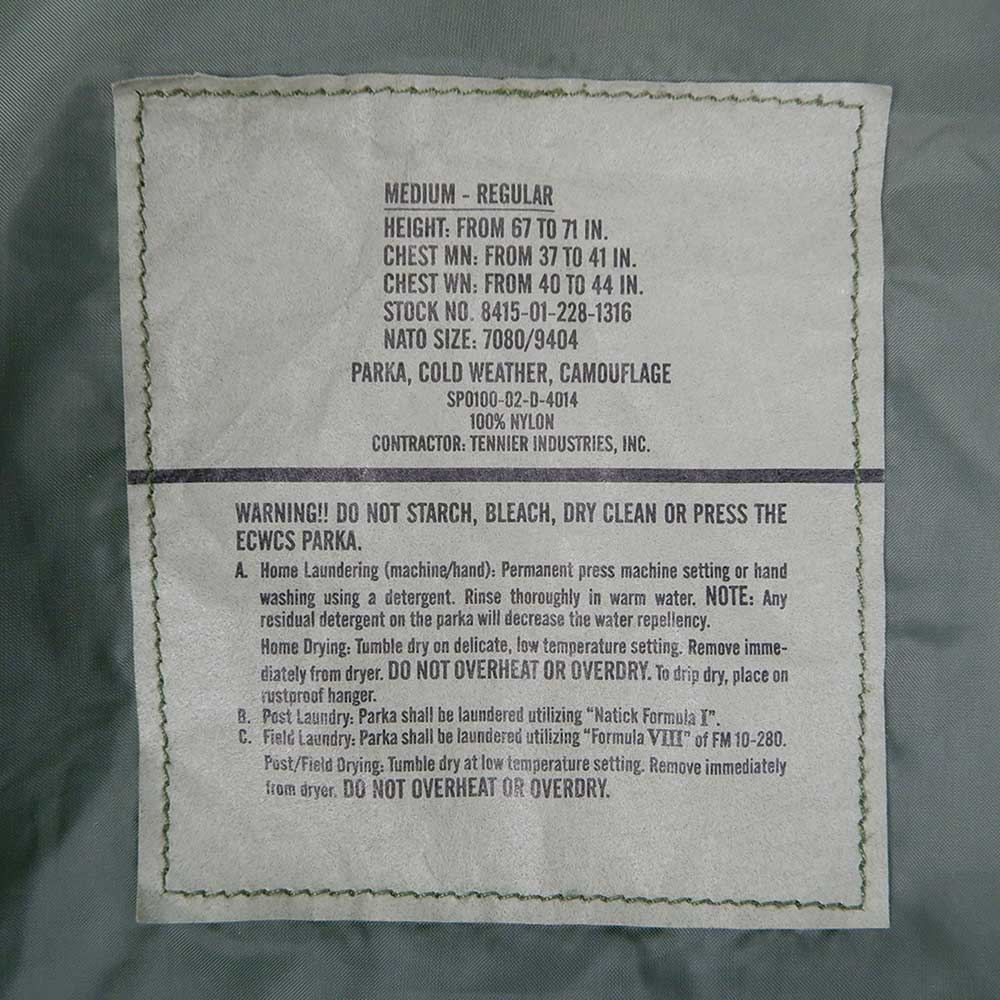 MEDIUM - REGULAR
HEIGHT: FROM 67 TO 71 IN.
CHEST MN: FROM 37 TO 41 IN.
CHEST WN: FROM 40 TO 44 IN.
STOCK NO. 8415-01-228-1316
NATO SIZE: 7080/9404
PARKA, COLD WEATHER, CAMOUFLAGE
SP0100-02-D-4014
100% NYLON
CONTRACTOR: TENNIER INDUSTRIES, INC.
WARNING!! DO NOT STARCH, BLEACH, DRY CLEAN OR PRESS THE
ECWCS PARKA.
A. Home Laundering (machine/hand): Permanent press machine setting or hand
washing using a detergent. Rinse thoroughly in warm water. NOTE: Any
residual detergent on the parka will decrease the water repellency.
Home Drying: Tumble dry on delicate, low temperature setting. Remove imme-
diately from dryer. DO NOT OVERHEAT OR OVERDRY. To drip dry, place on
rustproof hanger.
B. Post Laundry: Parka shall be laundered utilizing "Natick Formula I".
C. Field Laundry: Parka shall be laundered utilizing "Formula VIII" of FM 10-280.
Post/Field Drying: Tumble dry at low temperature setting. Remove immediately
from dryer. DO NOT OVERHEAT OR OVERDRY.